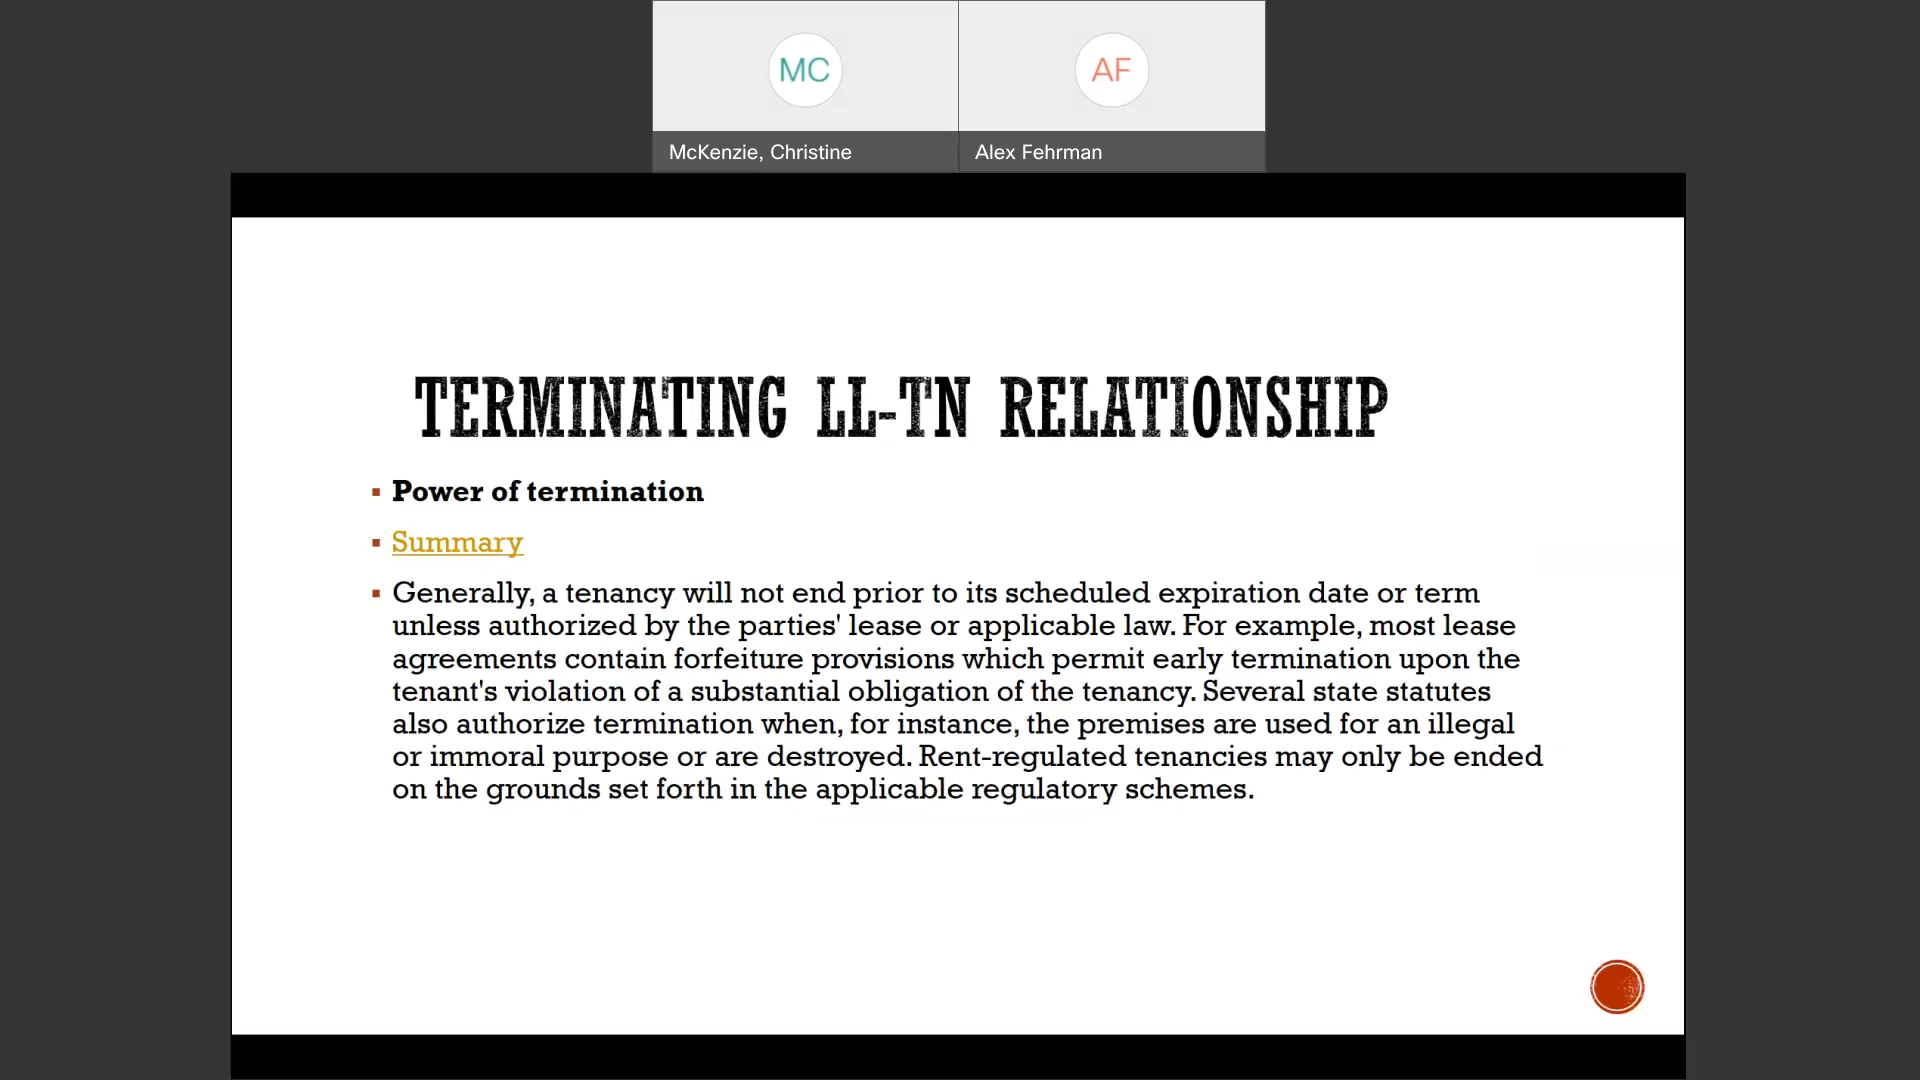 MC
AF
McKenzie, Christine
Alex Fehrman
TERMINATING LL-TN RELATIONSHIP
▪ Power of termination
▪ Summary
▪ Generally, a tenancy will not end prior to its scheduled expiration date or term
unless authorized by the parties' lease or applicable law. For example, most lease
agreements contain forfeiture provisions which permit early termination upon the
tenant's violation of a substantial obligation of the tenancy. Several state statutes
also authorize termination when, for instance, the premises are used for an illegal
or immoral purpose or are destroyed. Rent-regulated tenancies may only be ended
on the grounds set forth in the applicable regulatory schemes.